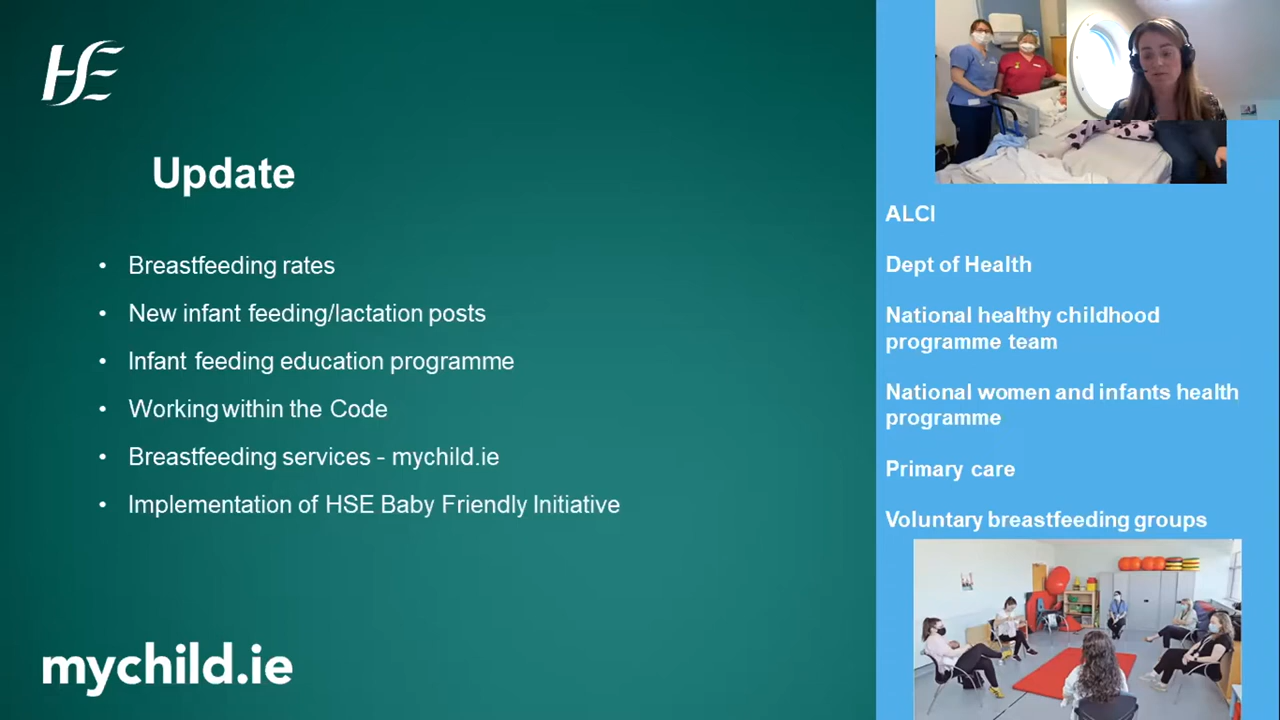 HSE
Update
• Breastfeeding rates
• New infant feeding/lactation posts
• Infant feeding education programme
• Working within the Code
• Breastfeeding services - mychild.ie
• Implementation of HSE Baby Friendly Initiative
mychild.ie
ALCI
Dept of Health
National healthy childhood
programme team
National women and infants health
programme
Primary care
Voluntary breastfeeding groups